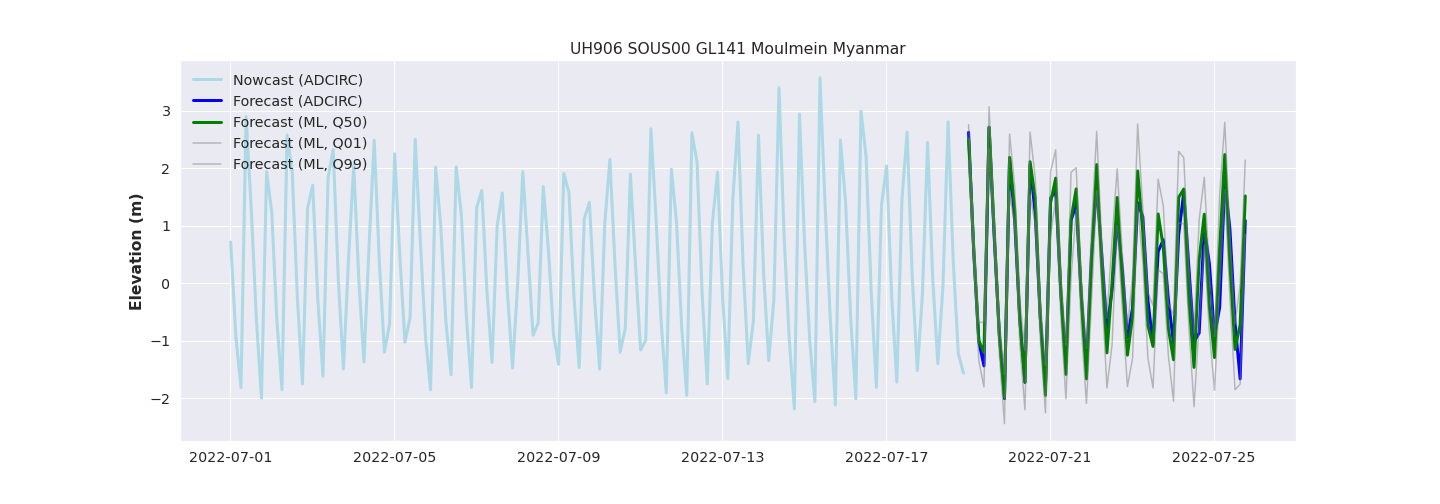 UH906 SOUS00 GL141 Moulmein Myanmar
Nowcast (ADCIRC)
Forecast (ADCIRC)
Forecast (ML, Q50)
Forecast (ML, Q01)
Forecast (ML, Q99)
Elevation (m)
3
2
1
0
−1
−2
2022-07-01 2022-07-05 2022-07-09 2022-07-13 2022-07-17 2022-07-21 2022-07-25